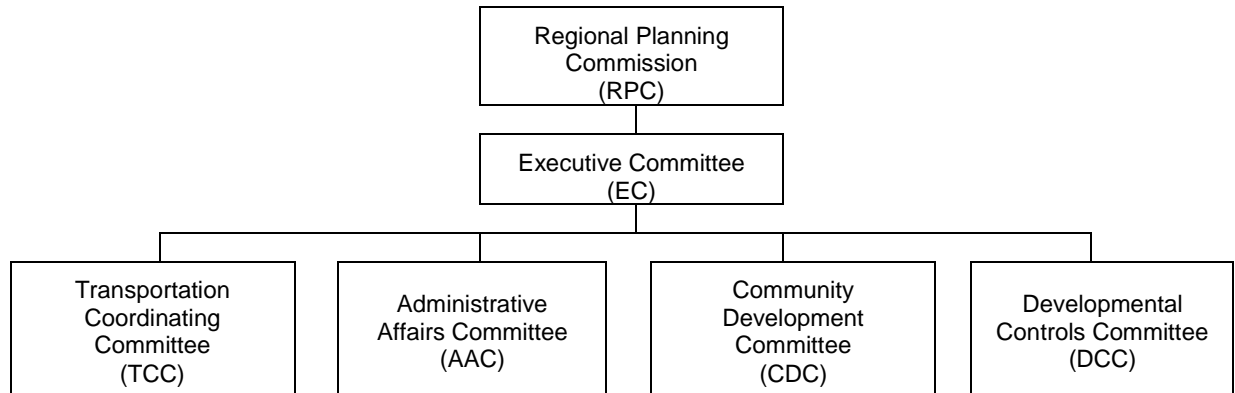 Regional Planning
Commission
(RPC)
Executive Committee
(EC)
Transportation
Coordinating
Committee
(TCC)
Administrative
Affairs Committee
(AAC)
Community
Development
Committee
(CDC)
Developmental
Controls Committee
(DCC)